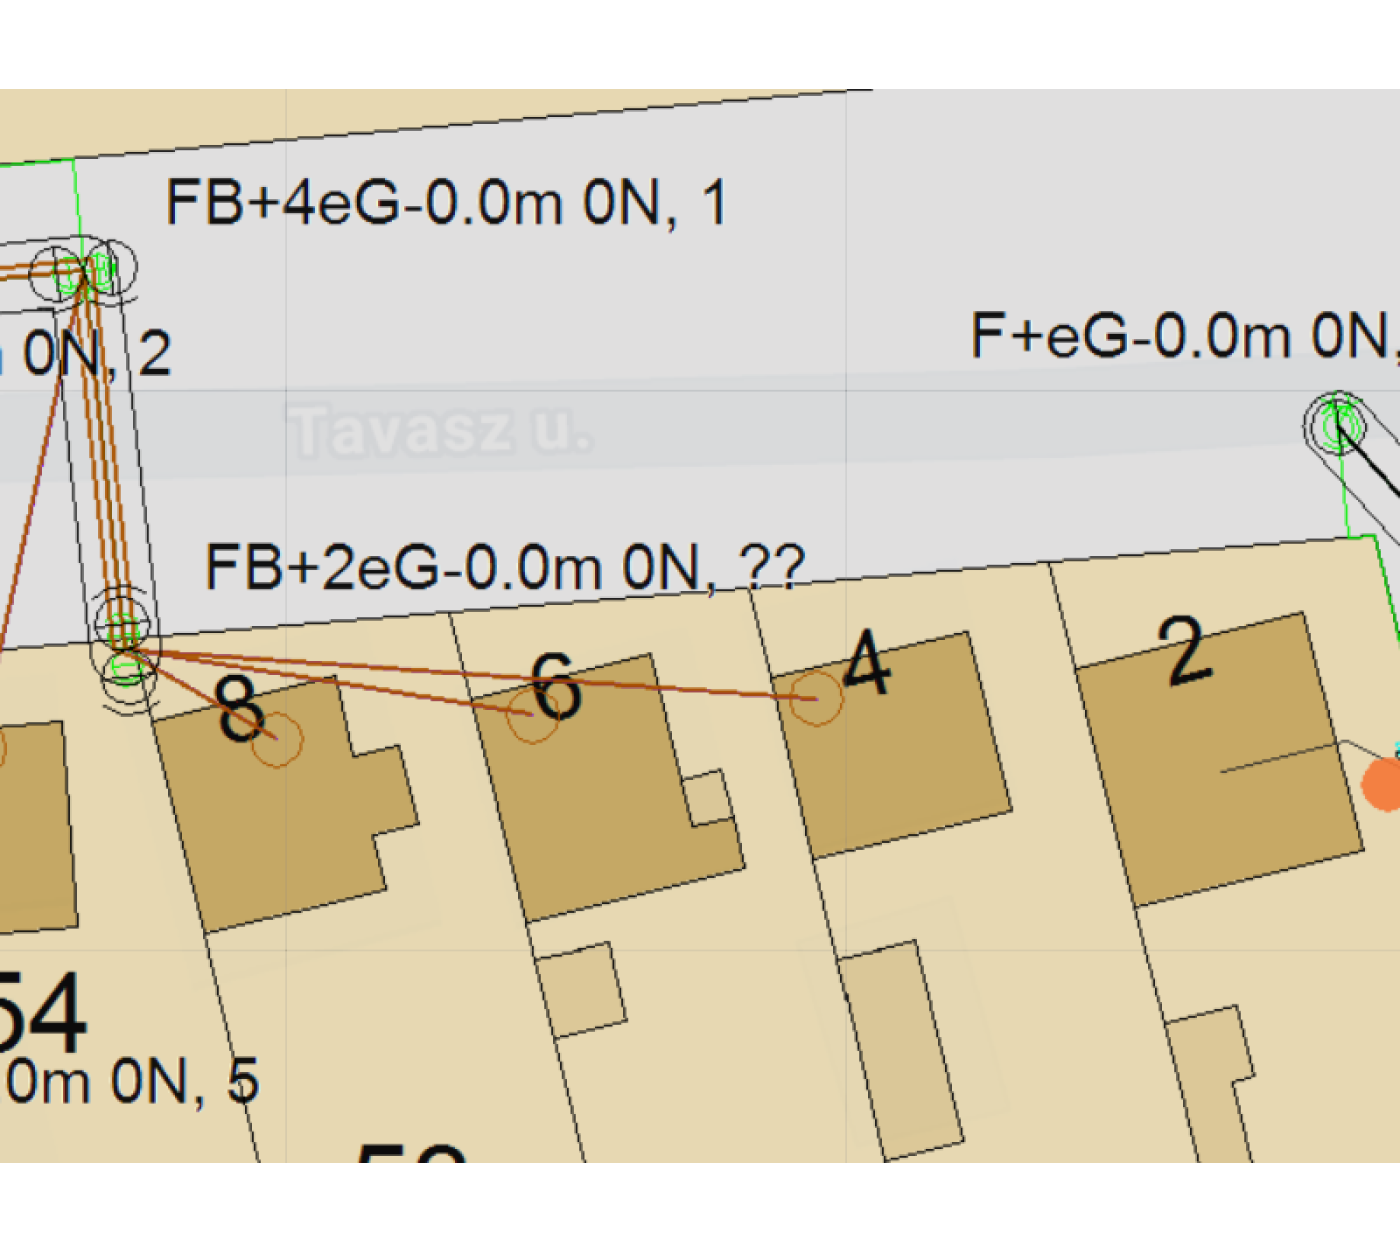 FB+4eG-0.0m 0N, 1
F+eG-0.0m 0N,
0N, 2
Tavasz u.
FB+2eG-0.0m 0N, ??
2
4
6
8
54
0m 0N, 5